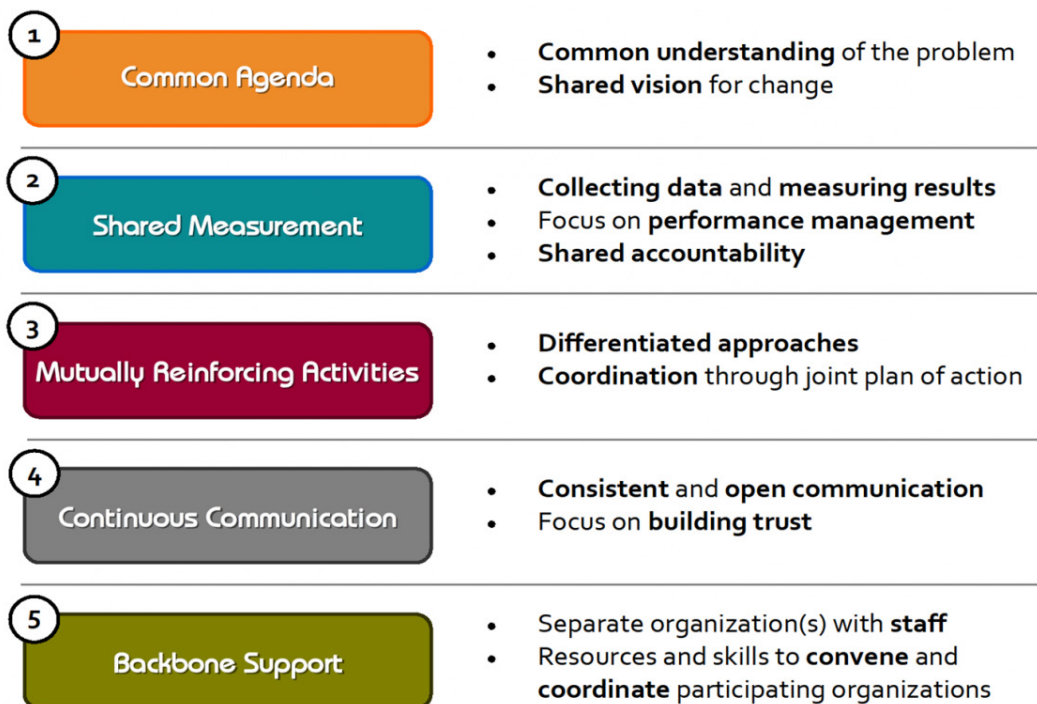 1
Common Agenda
• Common understanding of the problem
• Shared vision for change
2
Shared Measurement
• Collecting data and measuring results
• Focus on performance management
• Shared accountability
3
Mutually Reinforcing Activities
• Differentiated approaches
• Coordination through joint plan of action
4
Continuous Communication
• Consistent and open communication
• Focus on building trust
5
Backbone Support
• Separate organization(s) with staff
• Resources and skills to convene and
coordinate participating organizations